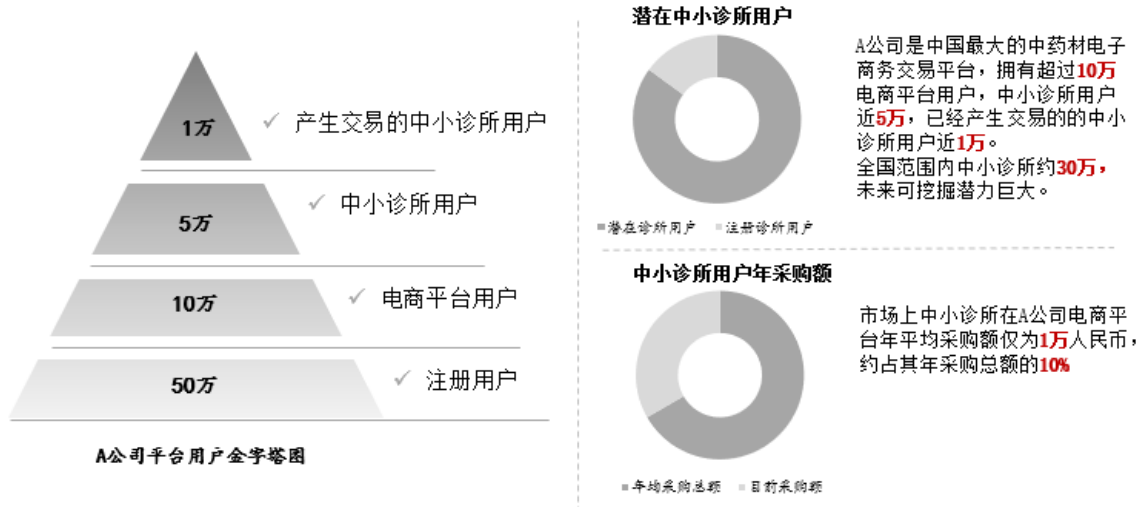 1万
产生交易的中小诊所用户
5万
中小诊所用户
10万
电商平台用户
50万
注册用户
A公司平台用户金字塔图
潜在中小诊所用户
潜在诊所用户 注册诊所用户
A公司是中国最大的中药材电子
商务交易平台，拥有超过10万
电商平台用户，中小诊所用户
近5万，已经产生交易的的中小
诊所用户近1万。
全国范围内中小诊所约30万，
未来可挖掘潜力巨大。
中小诊所用户年采购额
年均采购总额 目前采购额
市场上中小诊所在A公司电商平
台年平均采购额仅为1万人民币，
约占其年采购总额的10%